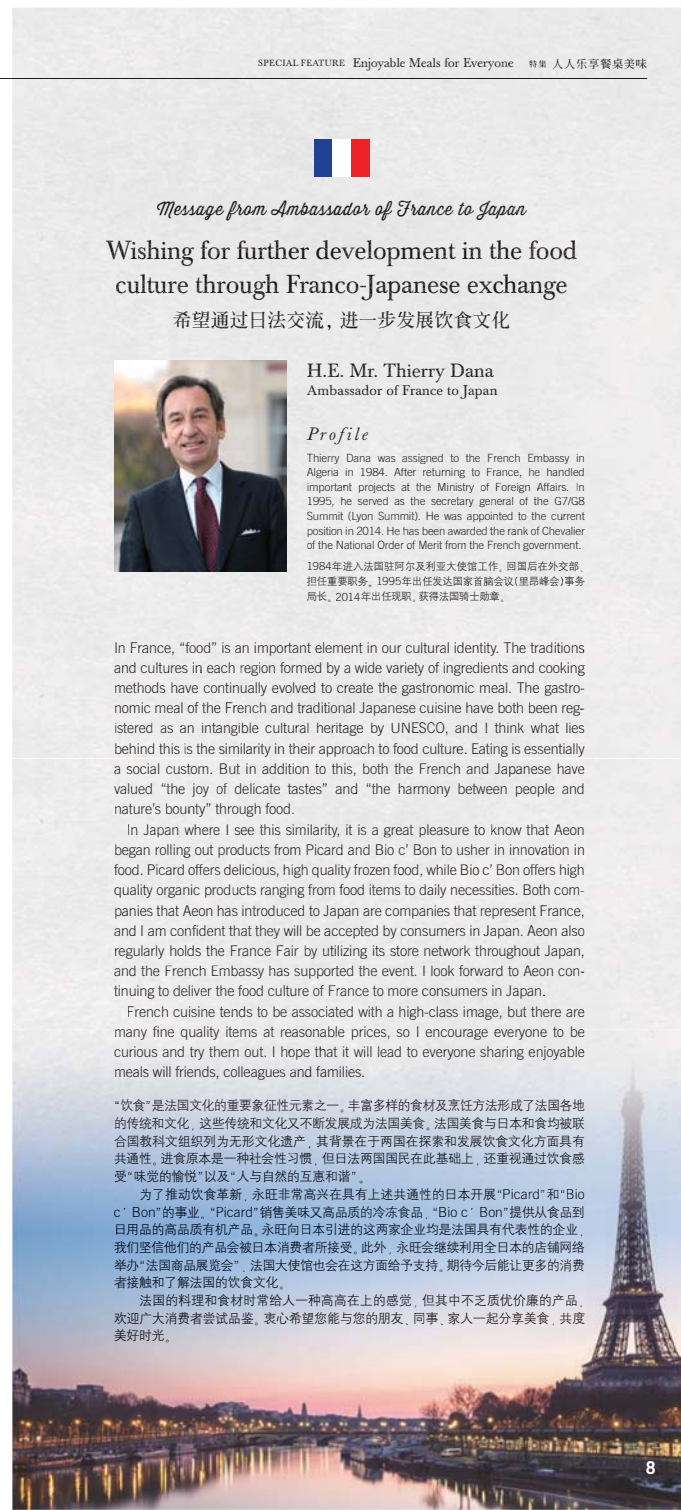 SPECIAL FEATURE Enjoyable Meals for Everyone 特集 人人乐享餐桌美味
Message from Ambassador of France to Japan
Wishing for further development in the food
culture through Franco-Japanese exchange
希望通过日法交流，进一步发展饮食文化
H.E. Mr. Thierry Dana
Ambassador of France to Japan
Profile
Thierry Dana was assigned to the French Embassy in
Algeria in 1984. After returning to France, he handled
important projects at the Ministry of Foreign Affairs. In
1995, he served as the secretary general of the G7/G8
Summit (Lyon Summit). He was appointed to the current
position in 2014. He has been awarded the rank of Chevalier
of the National Order of Merit from the French government.
1984年进入法国驻阿尔及利亚大使馆工作。回国后在外交部、
担任重要职务。1995年出任发达国家首脑会议(里昂峰会)事务
局长。2014年出任现职。获得法国骑士勋章。
In France, “food” is an important element in our cultural identity. The traditions
and cultures in each region formed by a wide variety of ingredients and cooking
methods have continually evolved to create the gastronomic meal. The gastro-
nomic meal of the French and traditional Japanese cuisine have both been reg-
istered as an intangible cultural heritage by UNESCO, and I think what lies
behind this is the similarity in their approach to food culture. Eating is essentially
a social custom. But in addition to this, both the French and Japanese have
valued “the joy of delicate tastes” and “the harmony between people and
nature’s bounty” through food.
In Japan where I see this similarity, it is a great pleasure to know that Aeon
began rolling out products from Picard and Bio c’ Bon to usher in innovation in
food. Picard offers delicious, high quality frozen food, while Bio c’ Bon offers high
quality organic products ranging from food items to daily necessities. Both com-
panies that Aeon has introduced to Japan are companies that represent France,
and I am confident that they will be accepted by consumers in Japan. Aeon also
regularly holds the France Fair by utilizing its store network throughout Japan,
and the French Embassy has supported the event. I look forward to Aeon con-
tinuing to deliver the food culture of France to more consumers in Japan.
French cuisine tends to be associated with a high-class image, but there are
many fine quality items at reasonable prices, so I encourage everyone to be
curious and try them out. I hope that it will lead to everyone sharing enjoyable
meals will friends, colleagues and families.
“饮食”是法国文化的重要象征性元素之一。丰富多样的食材及烹饪方法形成了法国各地
的传统和文化，这些传统和文化又不断发展成为法国美食。法国美食与日本和食均被联
合国教科文组织列为无形文化遗产，其背景在于两国在探索和发展饮食文化方面具有
共通性。进食原本是一种社会性习惯，但日法两国国民在此基础上，还重视通过饮食感
受“味觉的愉悦”以及“人与自然的互惠和谐”。
为了推动饮食革新，永旺非常高兴在具有上述共通性的日本开展“Picard”和“Bio
c’ Bon”的事业。“Picard”销售美味又高品质的冷冻食品，“Bio c’ Bon”提供从食品到
日用品的高品质有机产品。永旺向日本引进的这两家企业均是法国具有代表性的企业，
我们坚信他们的产品会被日本消费者所接受。此外，永旺会继续利用全日本的店铺网络
举办“法国商品展览会”，法国大使馆也会在这方面给予支持。期待今后能让更多的消费
者接触和了解法国的饮食文化。
法国的料理和食材时常给人一种高高在上的感觉，但其中不乏质优价廉的产品，
欢迎广大消费者尝试品鉴。衷心希望您能与您的朋友、同事、家人一起分享美食，共度
美好时光。
8